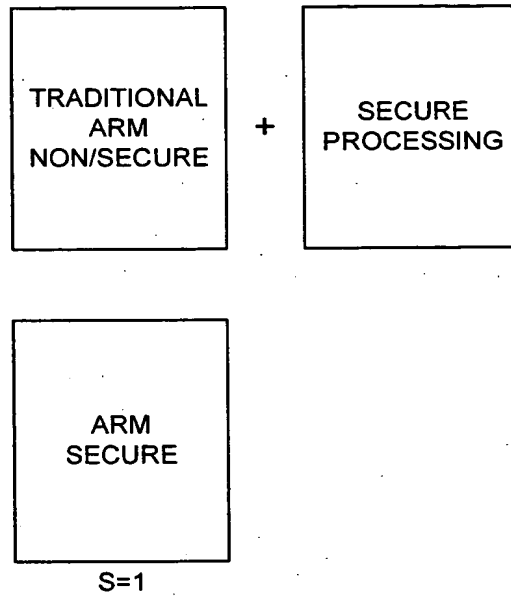 TRADITIONAL
ARM
NON/SECURE
+
SECURE
PROCESSING
ARM
SECURE
S=1